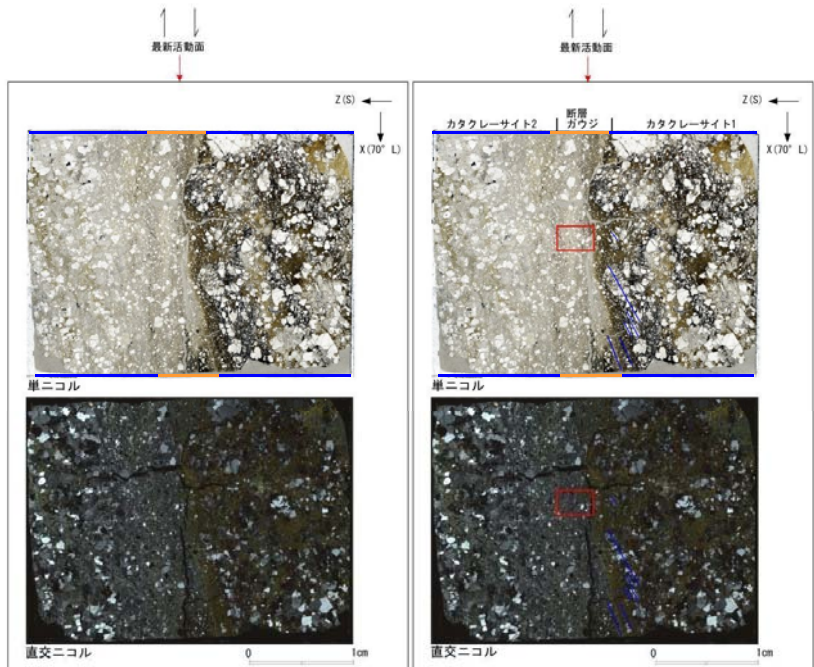 最新活動面
Z(S)
X(70° L)
単ニコル
直交ニコル
0
1cm
最新活動面
Z(S)
カタクレーサイト2
断層
ガウジ
カタクレーサイト1
X(70° L)
単ニコル
直交ニコル
0
1cm